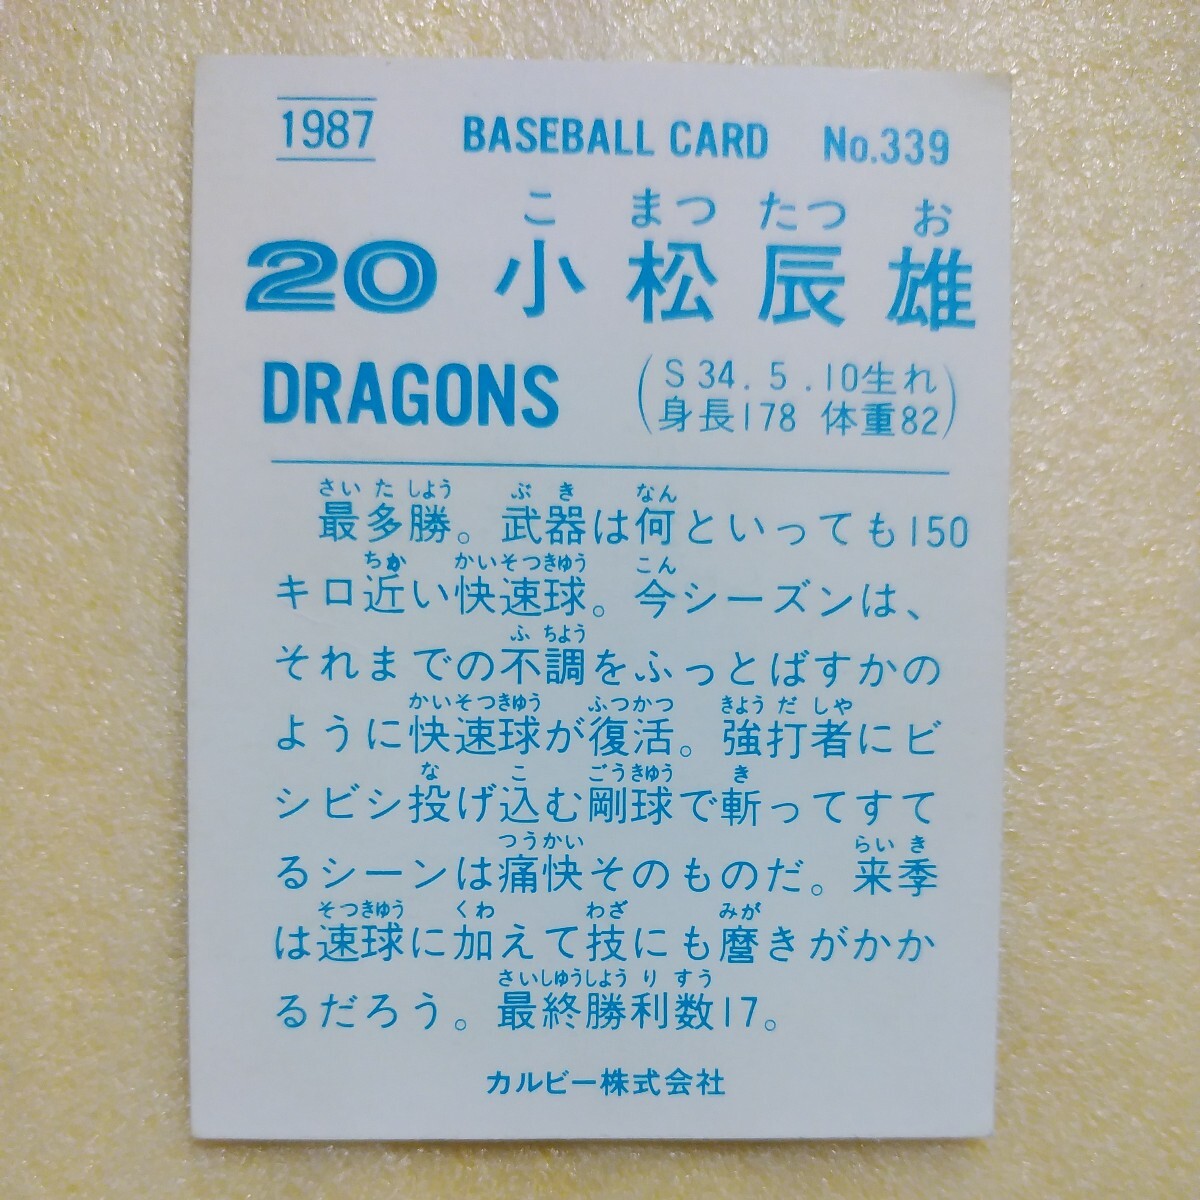 1987 BASEBALL CARD No.339
こ まつ たつ お
20 小松辰雄
DRAGONS
(S34.5.10生れ
身長178 体重82)
さい た しよう ぶ き なん
最多勝。武器は何といっても150
ちか かいそつきゆう こん
キロ近い快速球。今シーズンは、
ふ ちよう
それまでの不調をふっとばすかの
かいそつきゆう ふつかつ きよう だ しや
ように快速球が復活。強打者にビ
な こ ごうきゆう き
シビシ投げ込む剛球で斬ってすて
つうかい らい き
るシーンは痛快そのものだ。来季
そつきゆう くわ わざ みが
は速球に加えて技にも磨きがかか
さいしゆうしよう り すう
るだろう。最終勝利数17。
カルビー株式会社